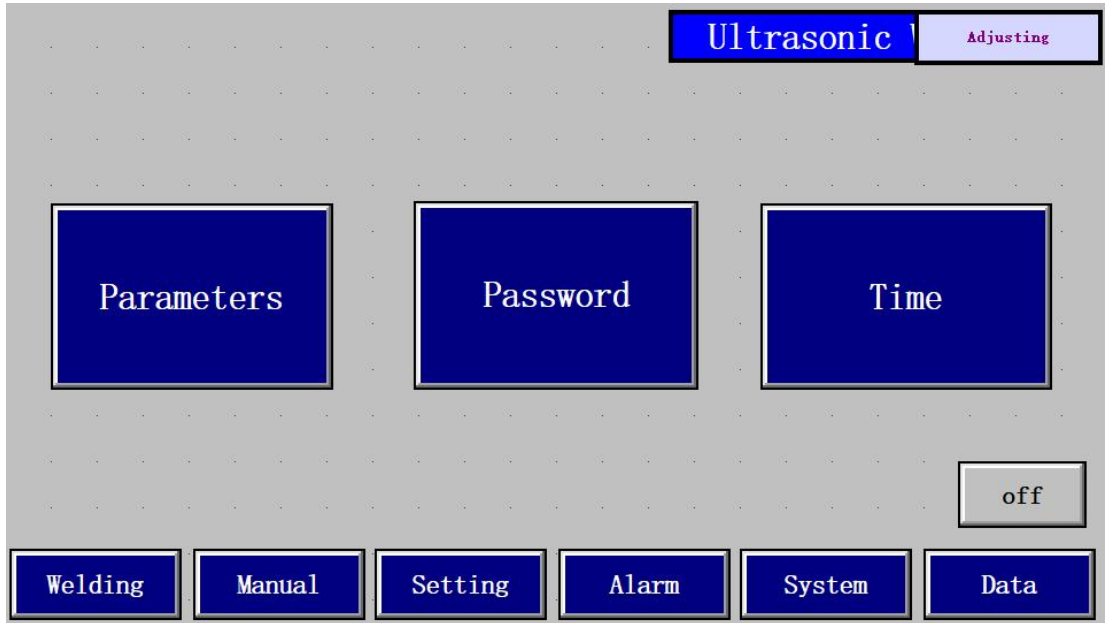 Ultrasonic
Adjusting
Parameters
Password
Time
off
Welding
Manual
Setting
Alarm
System
Data